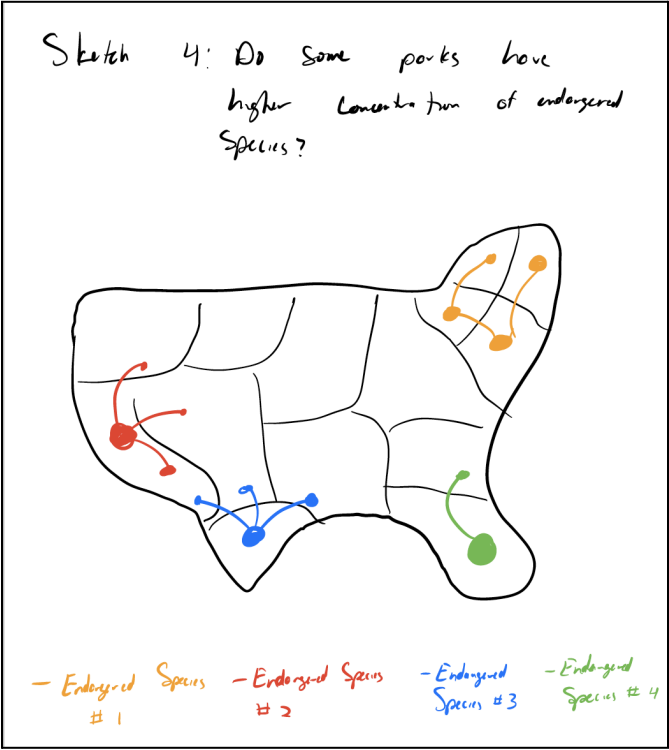 Sketch 4: Do some parks have
higher concentration of endangered
species?
- Endangered Species
# 1
- Endangered Species
# 2
- Endangered
Species # 3
- Endangered
Species # 4